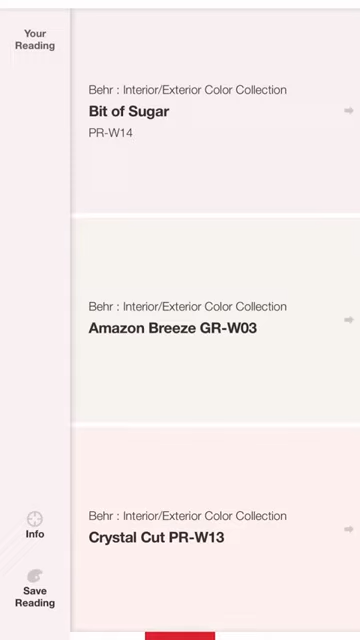 Your
Reading
Behr : Interior/Exterior Color Collection
Bit of Sugar
PR-W14
Behr : Interior/Exterior Color Collection
Amazon Breeze GR-W03
Behr : Interior/Exterior Color Collection
Crystal Cut PR-W13
Info
Save
Reading